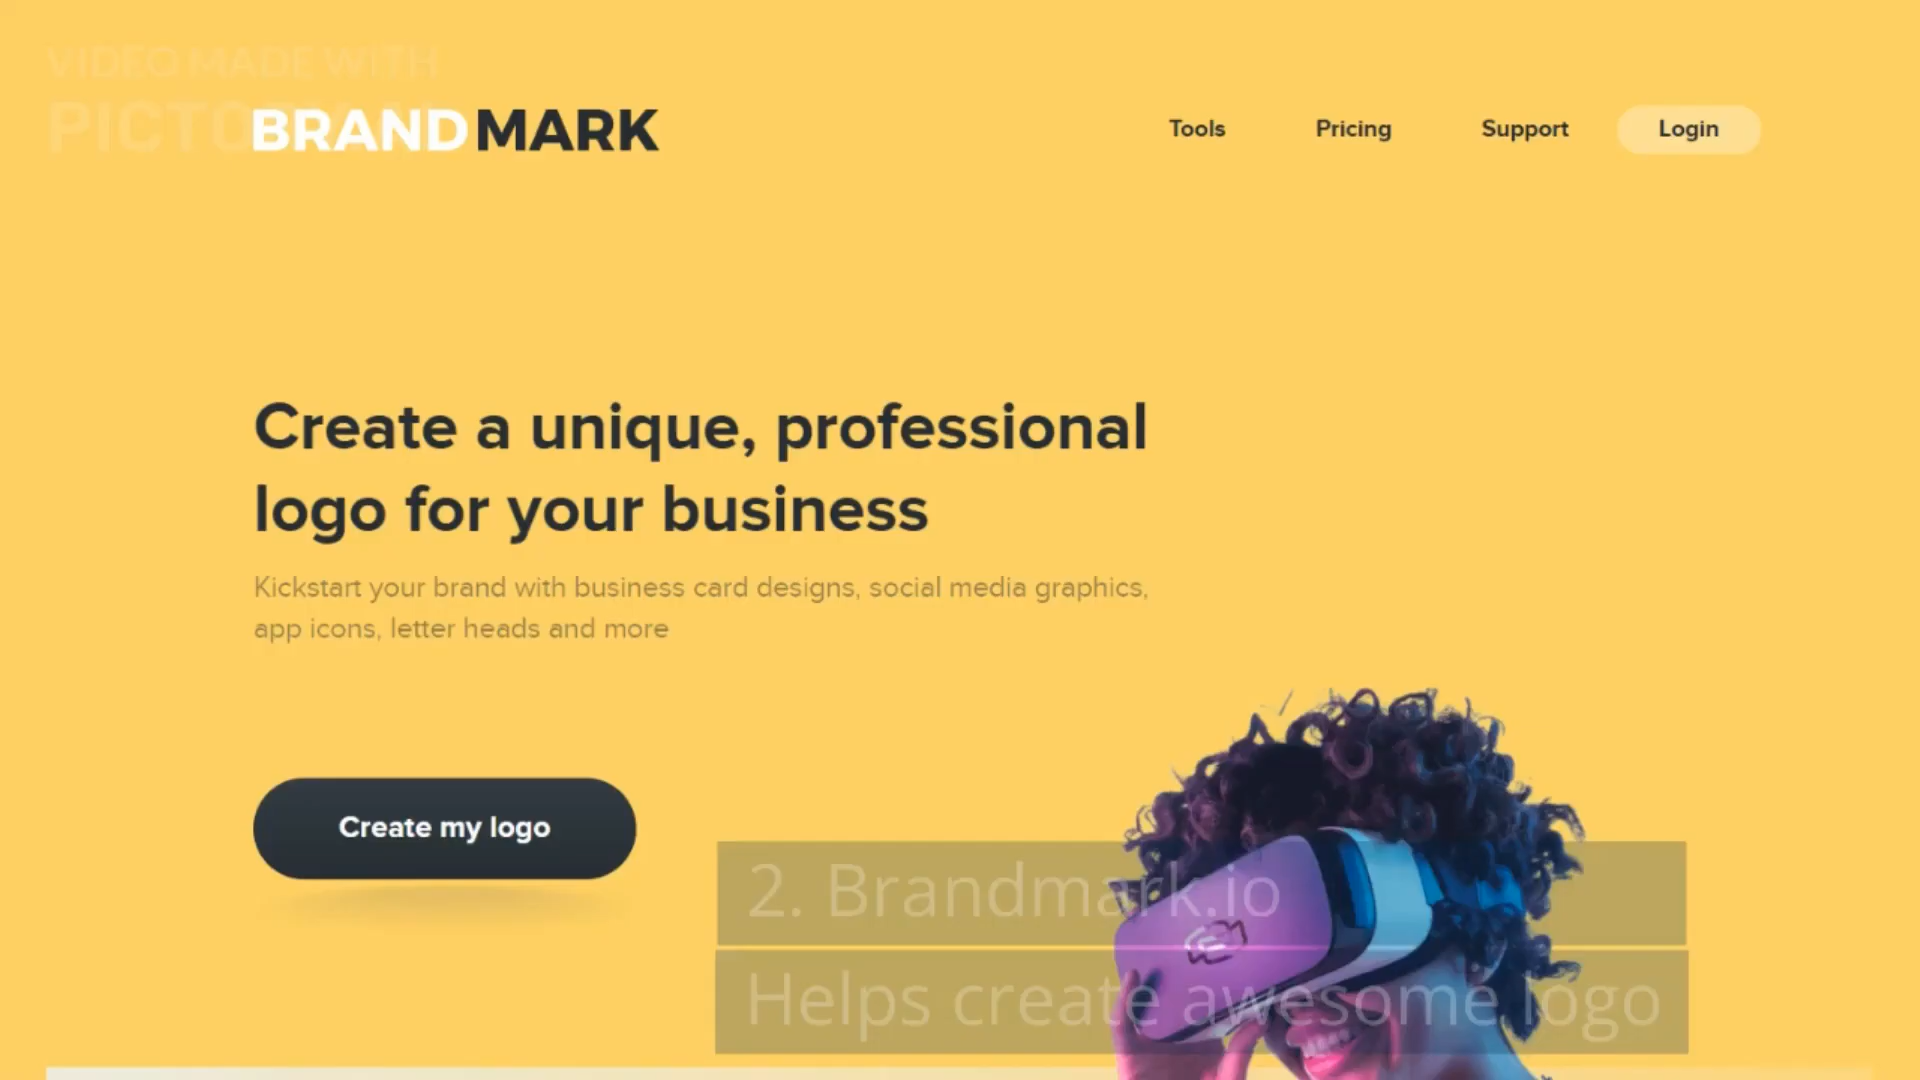 VIDEO MADE WITH
PICTO
BRANDMARK
Tools Pricing Support Login
Create a unique, professional
logo for your business
Kickstart your brand with business card designs, social media graphics,
app icons, letter heads and more
Create my logo
2. Brandmark.io
Helps create awesome logo